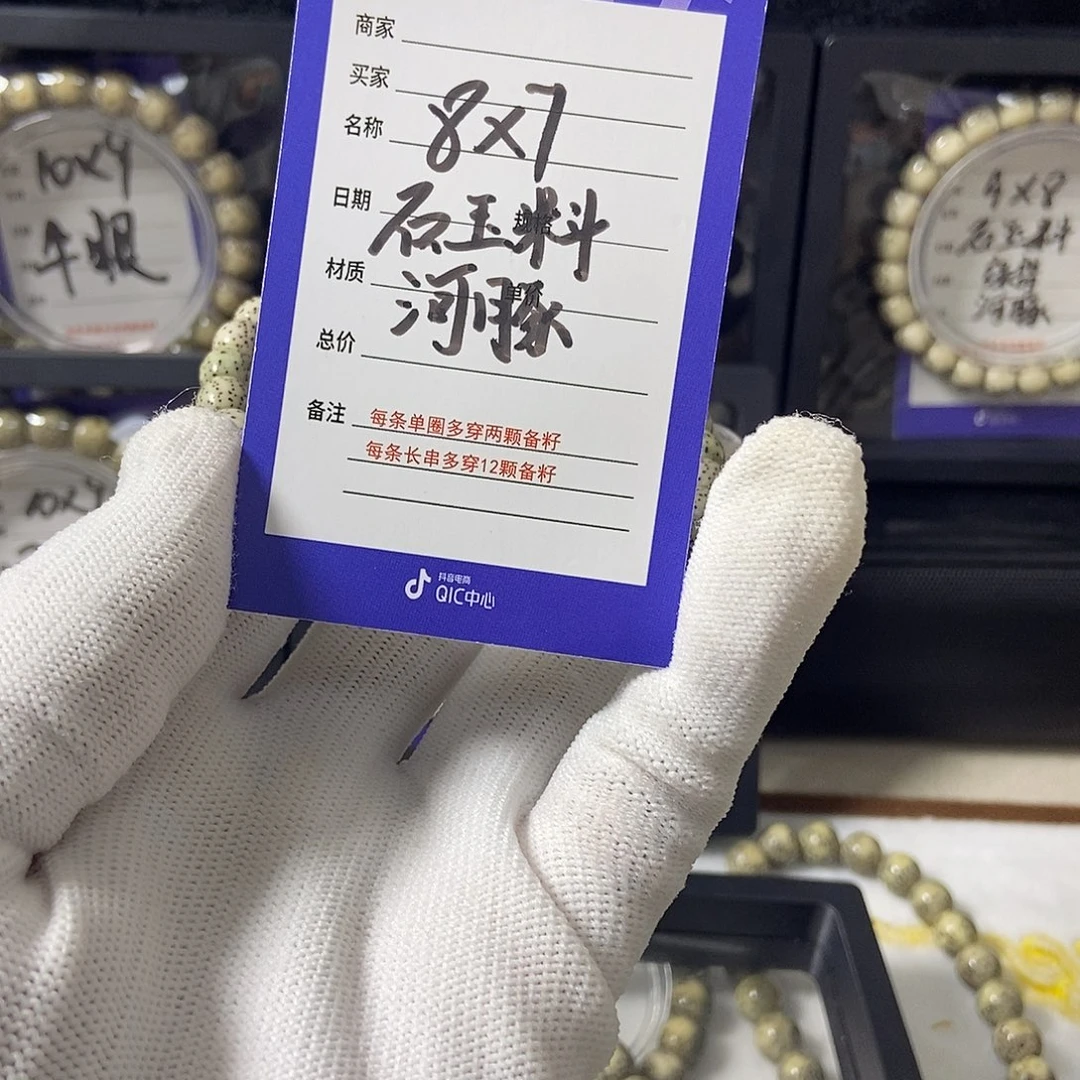 商家
买家
名称
8X7
日期
规格
石玉料
材质
单价
河豚
总价
备注
每条单圈多穿两颗备籽
每条长串多穿12颗备籽
抖音电商
QIC中心
10X9
牛眼
10X9
9X8
石玉料
河豚